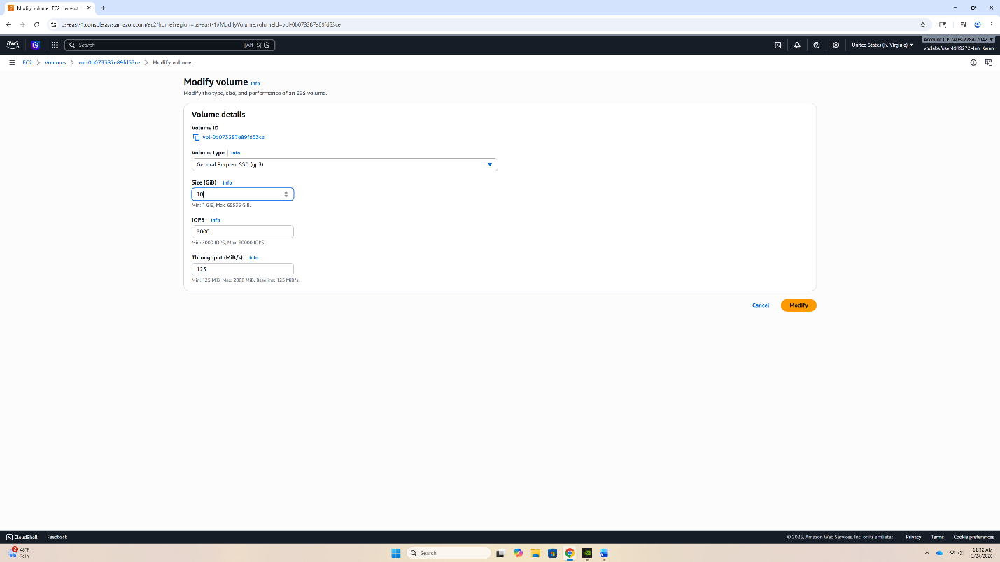 Modify volume | EC2 | us-east-1
us-east-1.console.aws.amazon.com/ec2/home?region=us-east-1#ModifyVolume:volumeId=vol-0b073387e89fd53ce
aws
Search
[Alt+S]
United States (N. Virginia)
Account ID: 7408-2284-7042
voclabs/user4919272=Ian_Kwan
EC2
Volumes
vol-0b073387e89fd53ce
Modify volume
Modify volume Info
Modify the type, size, and performance of an EBS volume.
Volume details
Volume ID
vol-0b073387e89fd53ce
Volume type Info
General Purpose SSD (gp3)
Size (GiB) Info
10
Min: 1 GiB, Max: 65536 GiB.
IOPS Info
3000
Min: 3000 IOPS, Max: 80000 IOPS.
Throughput (MiB/s) Info
125
Min: 125 MiB, Max: 2000 MiB. Baseline: 125 MiB/s.
Cancel
Modify
CloudShell
Feedback
© 2026, Amazon Web Services, Inc. or its affiliates.
Privacy
Terms
Cookie preferences
2
48°F
Rain
Search
11:32 AM
3/24/2026